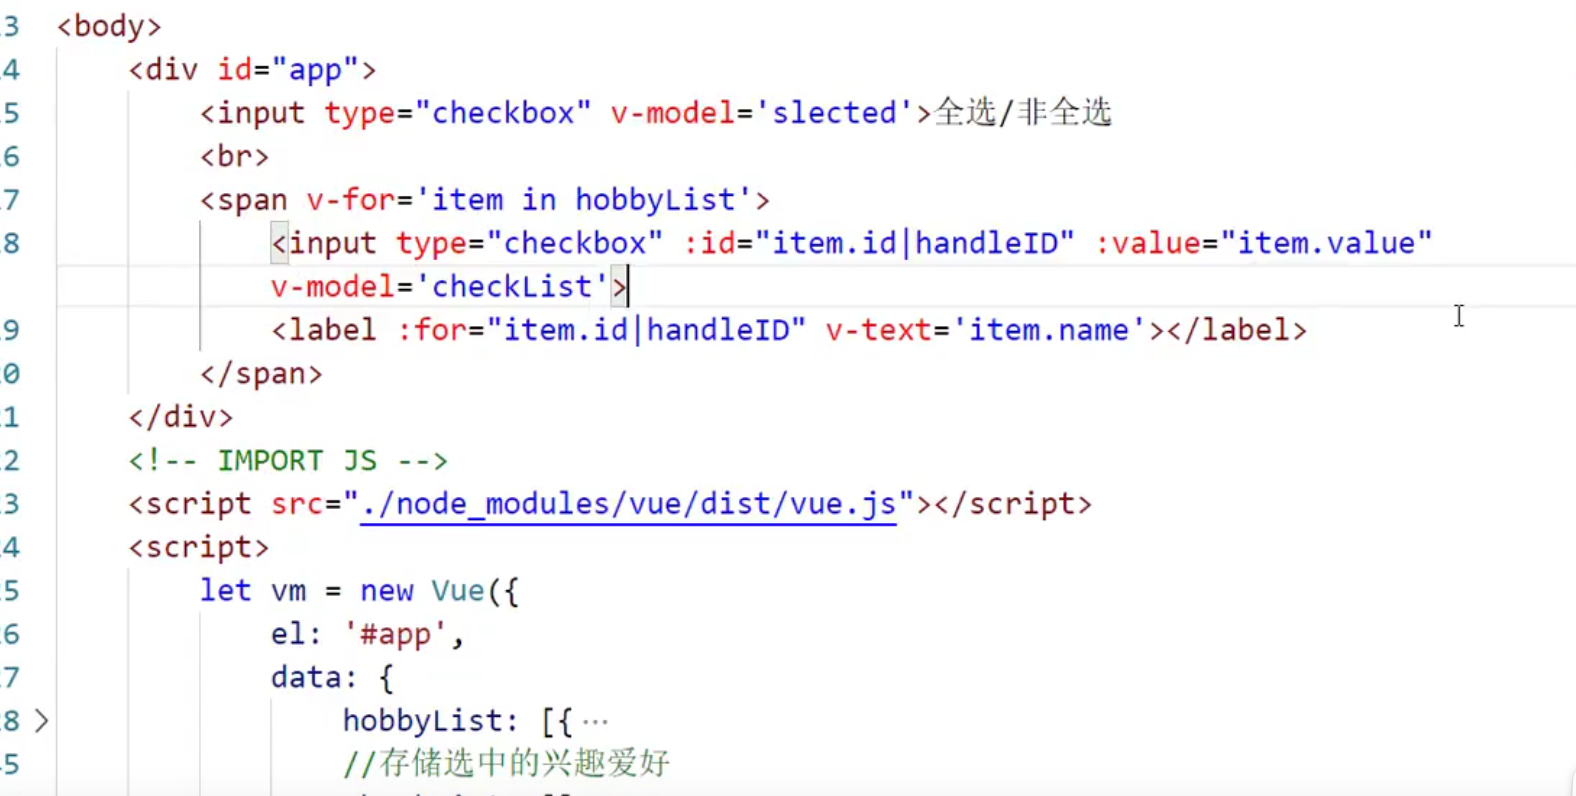 3 <body>
4 <div id="app">
5 <input type="checkbox" v-model='slected'>全选/非全选
6 <br>
7 <span v-for='item in hobbyList'>
8 <input type="checkbox" :id="item.id|handleID" :value="item.value"
v-model='checkList'>
9 <label :for="item.id|handleID" v-text='item.name'></label>
0 </span>
1 </div>
2 <!-- IMPORT JS -->
3 <script src="./node_modules/vue/dist/vue.js"></script>
4 <script>
5 let vm = new Vue({
6 el: '#app',
7 data: {
8 hobbyList: [{ ···
5 //存储选中的兴趣爱好